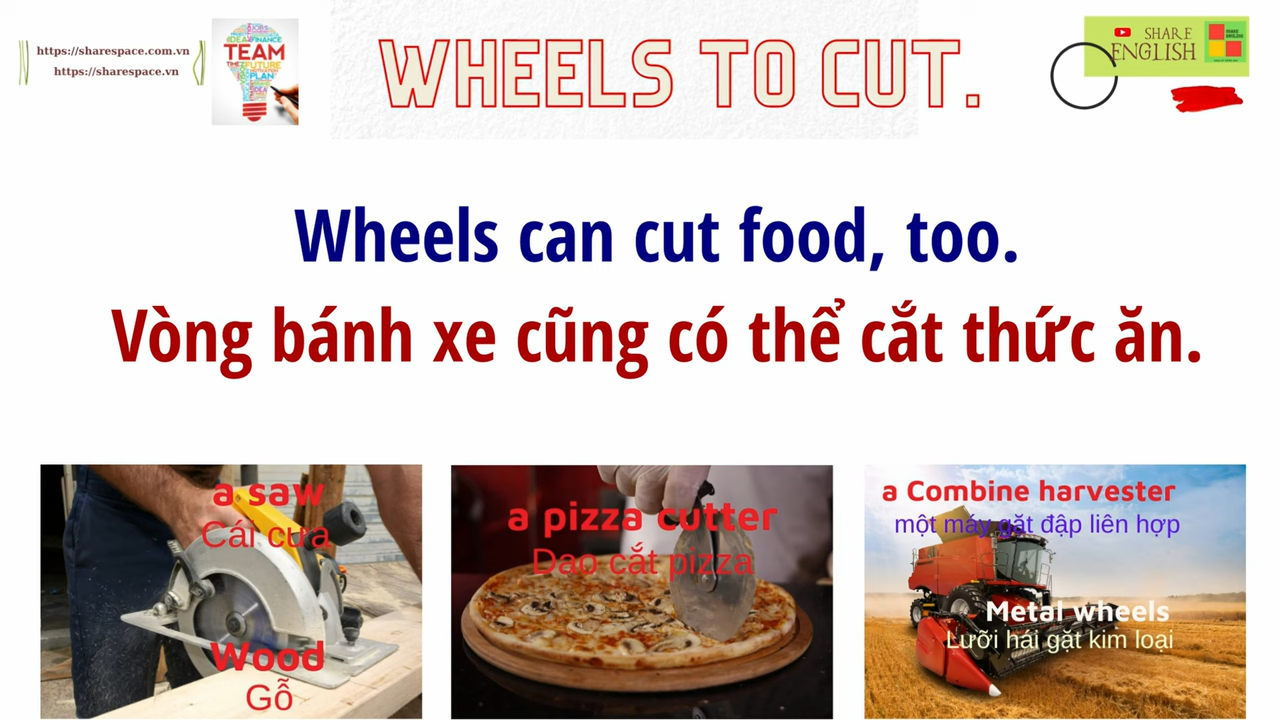 https://sharespace.com.vn
https://sharespace.vn
TEAM
FUTURE
PLAN
IDEA
WHEELS TO CUT.
SHARE
ENGLISH
Wheels can cut food, too.
Vòng bánh xe cũng có thể cắt thức ăn.
a saw
Cái cưa
Wood
Gỗ
a pizza cutter
Dao cắt pizza
a Combine harvester
một máy gặt đập liên hợp
Metal wheels
Lưỡi hái gặt kim loại